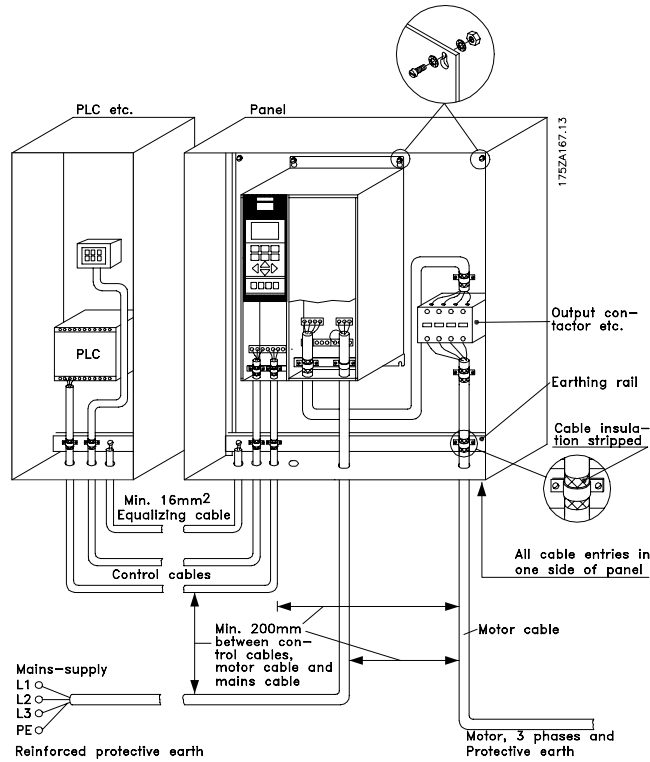 PLC etc.
Panel
175ZA167.13
PLC
Output con-
tactor etc.
Earthing rail
Cable insula-
tion stripped
Min. 16mm2
Equalizing cable
Control cables
All cable entries in
one side of panel
Min. 200mm
between con-
trol cables,
motor cable and
mains cable
Motor cable
Mains-supply
L1
L2
L3
PE
Reinforced protective earth
Motor, 3 phases and
Protective earth